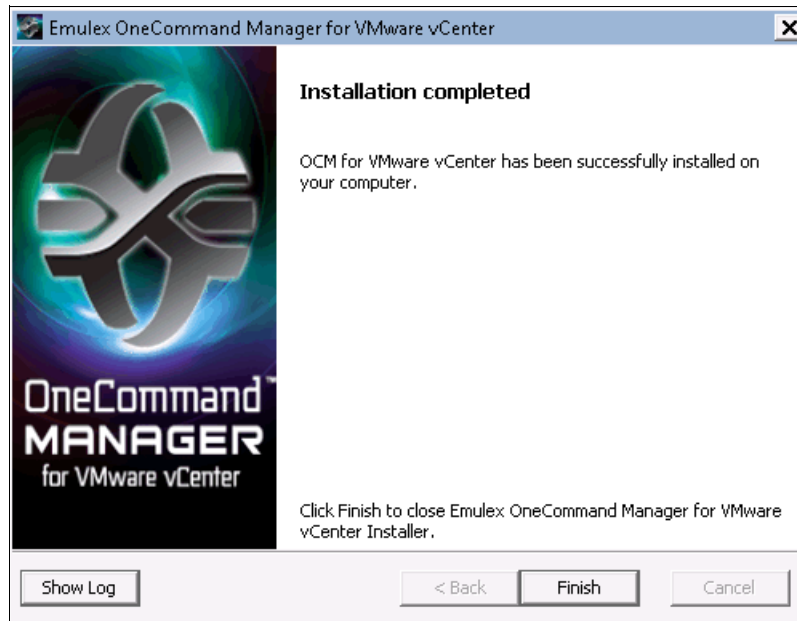 Emulex OneCommand Manager for VMware vCenter
Installation completed
OCM for VMware vCenter has been successfully installed on
your computer.
OneCommand™
MANAGER
for VMware vCenter
Click Finish to close Emulex OneCommand Manager for VMware
vCenter Installer.
Show Log
< Back
Finish
Cancel